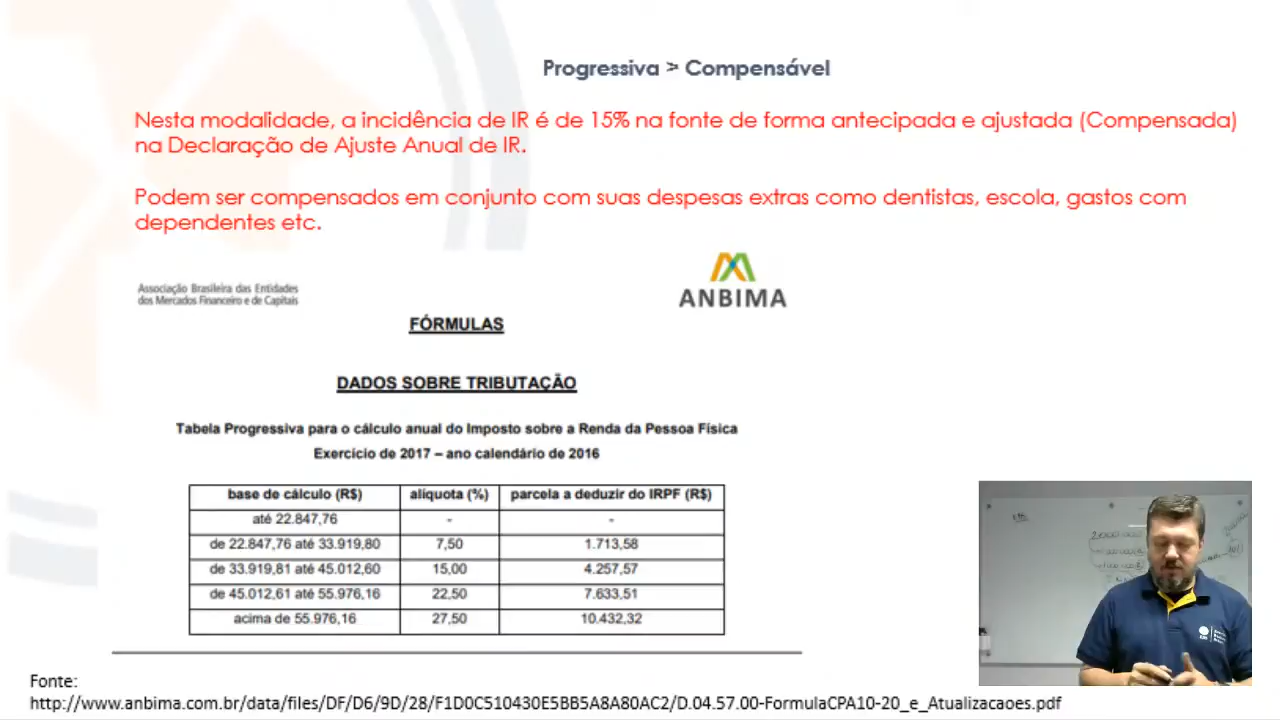 Progressiva > Compensável
Nesta modalidade, a incidência de IR é de 15% na fonte de forma antecipada e ajustada (Compensada)
na Declaração de Ajuste Anual de IR.
Podem ser compensados em conjunto com suas despesas extras como dentistas, escola, gastos com
dependentes etc.
Associação Brasileira das Entidades
dos Mercados Financeiro e de Capitais
ANBIMA
FÓRMULAS
DADOS SOBRE TRIBUTAÇÃO
Tabela Progressiva para o cálculo anual do Imposto sobre a Renda da Pessoa Física
Exercício de 2017 – ano calendário de 2016
base de cálculo (R$) alíquota (%) parcela a deduzir do IRPF (R$)
até 22.847,76 - -
de 22.847,76 até 33.919,80 7,50 1.713,58
de 33.919,81 até 45.012,60 15,00 4.257,57
de 45.012,61 até 55.976,16 22,50 7.633,51
acima de 55.976,16 27,50 10.432,32
Fonte:
http://www.anbima.com.br/data/files/DF/D6/9D/28/F1D0C510430E5BB5A8A80AC2/D.04.57.00-FormulaCPA10-20_e_Atualizacaoes.pdf